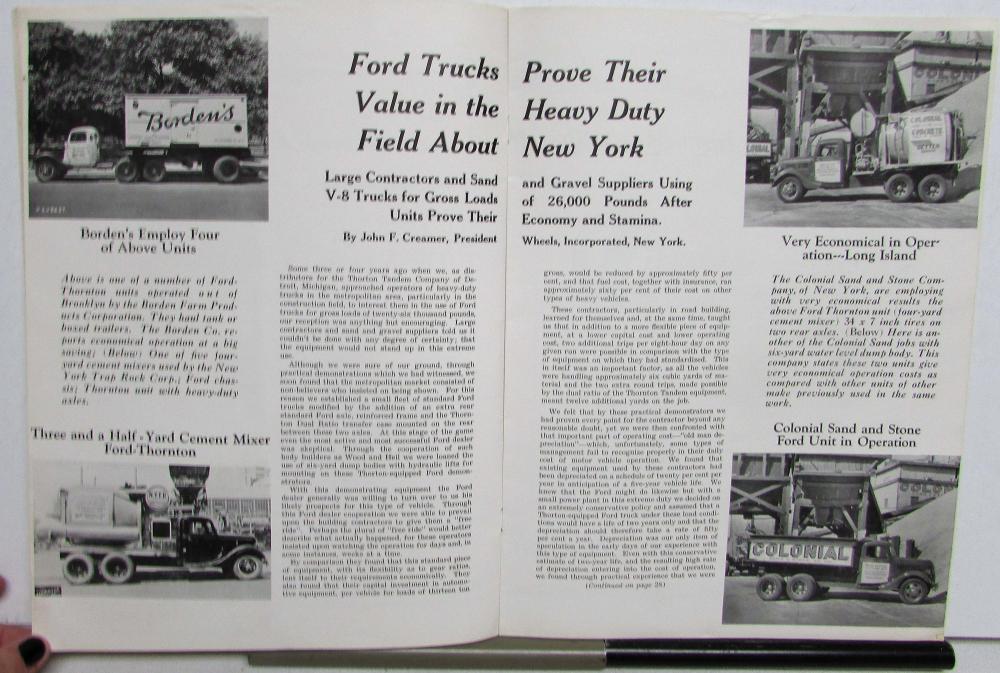 Borden's
Borden's Employ Four
of Above Units
Above is one of a number of Ford-
Thornton units operated out of
Brooklyn by the Borden Farm Prod-
ucts Corporation. They haul tank or
boxed trailers. The Borden Co. re-
ports economical operation at a big
saving; (Below) One of five four-
yard cement mixers used by the New
York Trap Rock Corp.; Ford chas-
sis; Thornton unit with heavy-duty
axles.
Three and a Half-Yard Cement Mixer
Ford-Thornton
Ford Trucks
Value in the
Field About
Large Contractors and Sand
V-8 Trucks for Gross Loads
Units Prove Their
By John F. Creamer, President
Some three or four years ago when we, as dis-
tributors for the Thornton Tandem Company of De-
troit, Michigan, approached operators of heavy-duty
trucks in the metropolitan area, particularly in the
construction field, to interest them in the use of Ford
trucks for gross loads of twenty-six thousand pounds,
our reception was anything but encouraging. Large
contractors and sand and gravel suppliers told us it
couldn't be done with any degree of certainty; that
the equipment would not stand up in this extreme
use.
Although we were sure of our ground, through
practical demonstrations which we had witnessed, we
soon found that the metropolitan market consisted of
disbelievers who insisted on being shown. For this
reason we established a small fleet of standard Ford
trucks modified by the addition of an extra rear
standard Ford axle, reinforced frame and the Thorn-
ton Dual Ratio transfer case mounted on the rear
between these two axles. At this stage of the game
even the most active and most successful Ford dealer
was skeptical. Through the cooperation of such
body builders as Wood and Heil we were loaned the
use of six-yard dump bodies with hydraulic lifts for
mounting on these Thornton-equipped Ford demon-
strators.
With this demonstrating equipment the Ford
dealer generally was willing to turn over to us his
likely prospects for this type of vehicle. Through
this Ford dealer cooperation we were able to prevail
upon the building contractors to give them a "free
ride". Perhaps the plural of "free ride" would better
describe what actually happened, for these operators
insisted upon watching the operation for days and, in
some instances, weeks at a time.
By comparison they found that this standard piece
of equipment, with its flexibility as to gear ratios,
lent itself to their requirements economically. They
also found that their capital investment in automo-
tive equipment, per vehicle for loads of thirteen ton
Prove Their
Heavy Duty
New York
and Gravel Suppliers Using
of 26,000 Pounds After
Economy and Stamina.
Wheels, Incorporated, New York.
gross, would be reduced by approximately fifty per
cent, and that fuel cost, together with insurance, ran
approximately sixty per cent of their cost on other
types of heavy vehicles.
These contractors, particularly in road building,
learned for themselves and, at the same time, taught
us that in addition to a more flexible piece of equip-
ment, at a lower capital cost and lower operating
cost, two additional trips per eight-hour day on any
given run were possible in comparison with the type
of equipment on which they had standardised. This
in itself was an important factor, as all the vehicles
were handling approximately six cubic yards of ma-
terial and the two extra round trips, made possible
by the dual ratio of the Thornton Tandem equipment,
meant twelve additional yards on the job.
We felt that by these practical demonstrations we
had proven every point for the contractor beyond any
reasonable doubt, yet we were then confronted with
that important part of operating cost—"old man de-
preciation"—which, unfortunately, some types of
management fail to recognize properly in their daily
cost of motor vehicle operation. We found that
existing equipment used by these contractors had
been depreciated on a schedule of twenty per cent per
year in anticipation of a five-year vehicle life. We
knew that the Ford might do likewise but with a
small power plant in this extreme duty we decided on
an extremely conservative policy and assumed that a
Thornton-equipped Ford truck under these load condi-
tions would have a life of two years only and that the
depreciation should therefore take a rate of fifty
per cent a year. Depreciation was our only item of
speculation in the early days of our experience with
this type of equipment. Even with this conservative
estimate of two-year life, and the resulting high rate
of depreciation entering into the cost of operation,
we found through practical experience that we were
(Continued on page 28)
COLONIAL
COLONIAL
CONCRETE
Very Economical in Oper-
ation---Long Island
The Colonial Sand and Stone Com-
pany, of New York, are employing
with very economical results the
above Ford Thornton unit (four-yard
cement mixer) 34 x 7 inch tires on
two rear axles. (Below) Here is an-
other of the Colonial Sand jobs with
six-yard water level dump body. This
company states these two units give
very economical operation costs as
compared with other units of other
make previously used in the same
work.
Colonial Sand and Stone
Ford Unit in Operation
COLONIAL